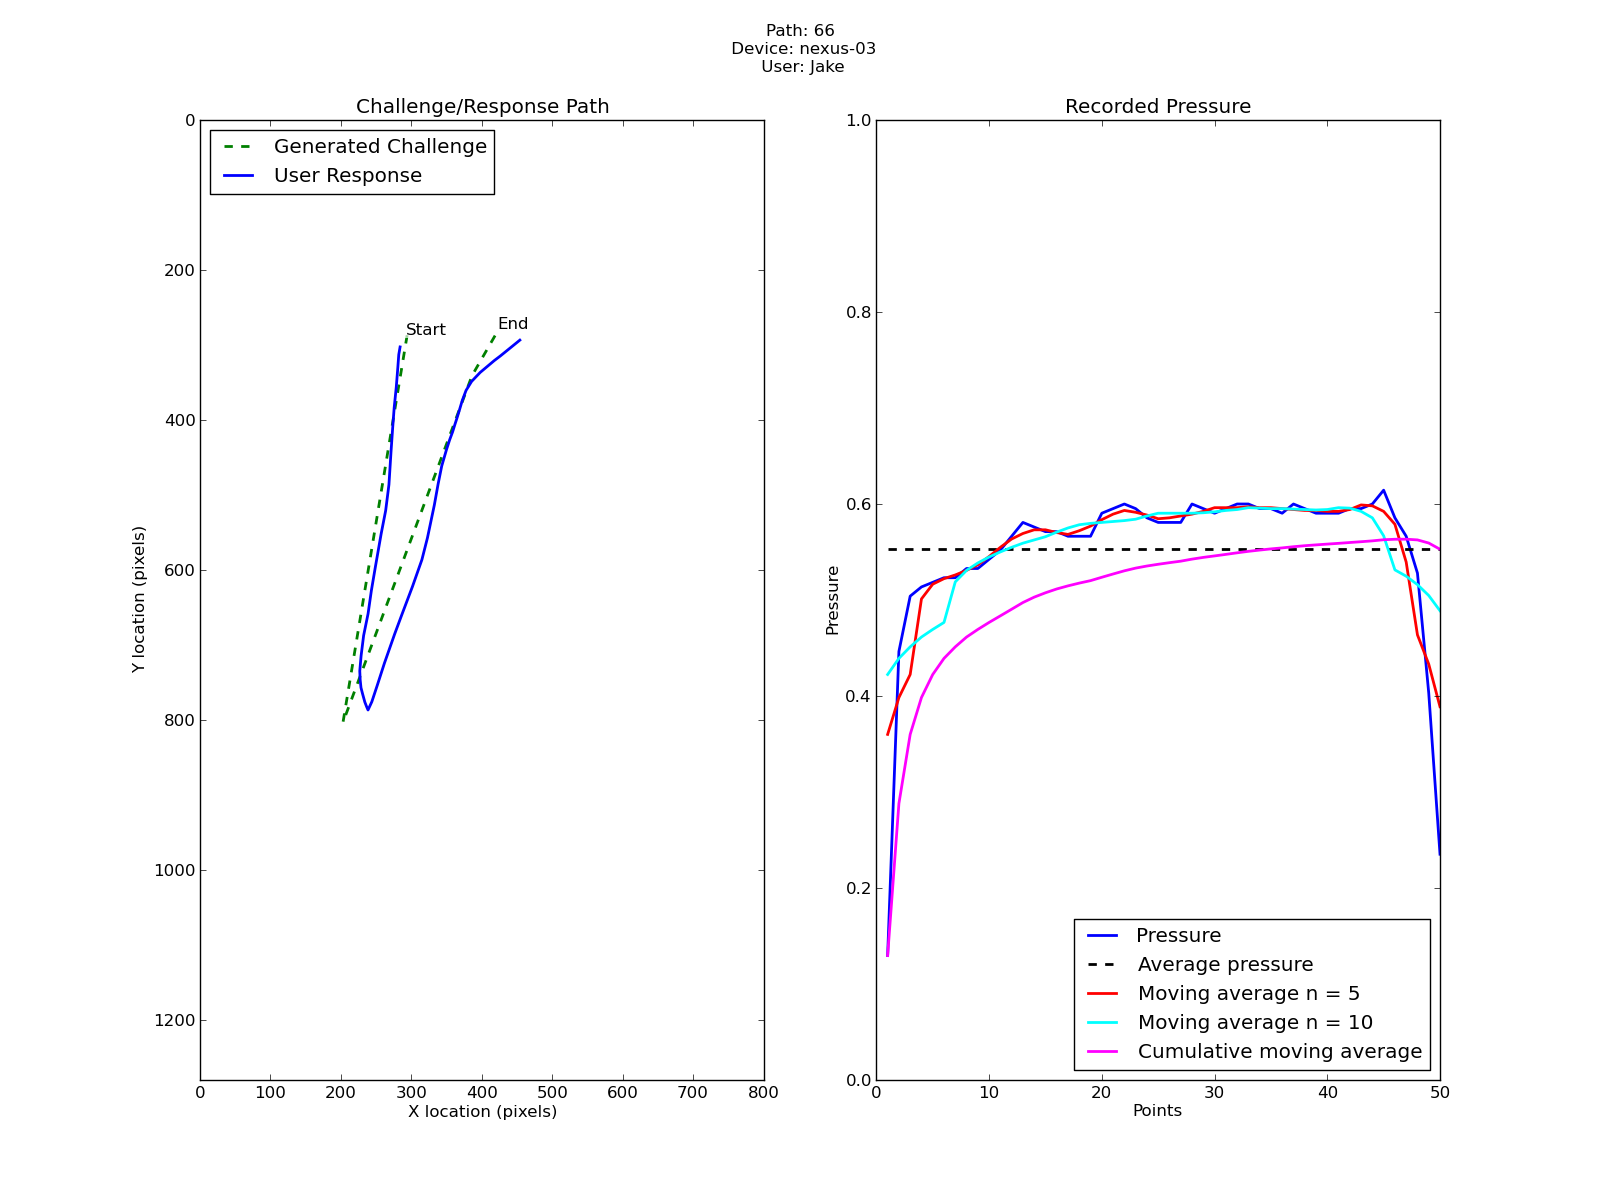 Path: 66
Device: nexus-03
User: Jake
Challenge/Response Path
Generated Challenge
User Response
Start
End
0
200
400
600
800
1000
1200
Y location (pixels)
0 100 200 300 400 500 600 700 800
X location (pixels)
Recorded Pressure
1.0
0.8
0.6
0.4
0.2
0.0
Pressure
Pressure
Average pressure
Moving average n = 5
Moving average n = 10
Cumulative moving average
0 10 20 30 40 50
Points